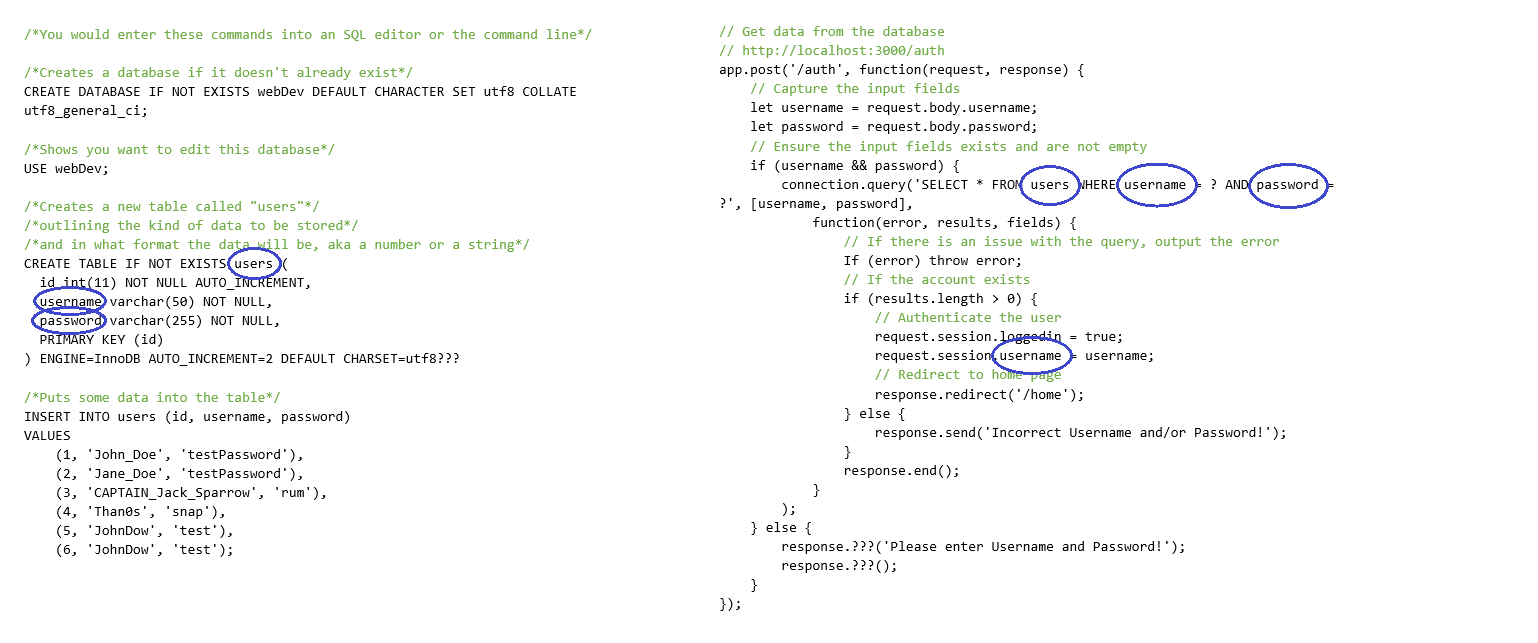 /*You would enter these commands into an SQL editor or the command line*/
/*Creates a database if it doesn't already exist*/
CREATE DATABASE IF NOT EXISTS webDev DEFAULT CHARACTER SET utf8 COLLATE
utf8_general_ci;
/*Shows you want to edit this database*/
USE webDev;
/*Creates a new table called "users"*/
/*outlining the kind of data to be stored*/
/*and in what format the data will be, aka a number or a string*/
CREATE TABLE IF NOT EXISTS users (
  id int(11) NOT NULL AUTO_INCREMENT,
  username varchar(50) NOT NULL,
  password varchar(255) NOT NULL,
  PRIMARY KEY (id)
) ENGINE=InnoDB AUTO_INCREMENT=2 DEFAULT CHARSET=utf8???
/*Puts some data into the table*/
INSERT INTO users (id, username, password)
VALUES
    (1, 'John_Doe', 'testPassword'),
    (2, 'Jane_Doe', 'testPassword'),
    (3, 'CAPTAIN_Jack_Sparrow', 'rum'),
    (4, 'Than0s', 'snap'),
    (5, 'JohnDow', 'test'),
    (6, 'JohnDow', 'test');
// Get data from the database
// http://localhost:3000/auth
app.post('/auth', function(request, response) {
    // Capture the input fields
    let username = request.body.username;
    let password = request.body.password;
    // Ensure the input fields exists and are not empty
    if (username && password) {
        connection.query('SELECT * FROM users WHERE username = ? AND password =
?', [username, password],
            function(error, results, fields) {
                // If there is an issue with the query, output the error
                If (error) throw error;
                // If the account exists
                if (results.length > 0) {
                    // Authenticate the user
                    request.session.loggedin = true;
                    request.session.username = username;
                    // Redirect to home page
                    response.redirect('/home');
                } else {
                    response.send('Incorrect Username and/or Password!');
                }
                response.end();
            }
        );
    } else {
        response.???('Please enter Username and Password!');
        response.???();
    }
});